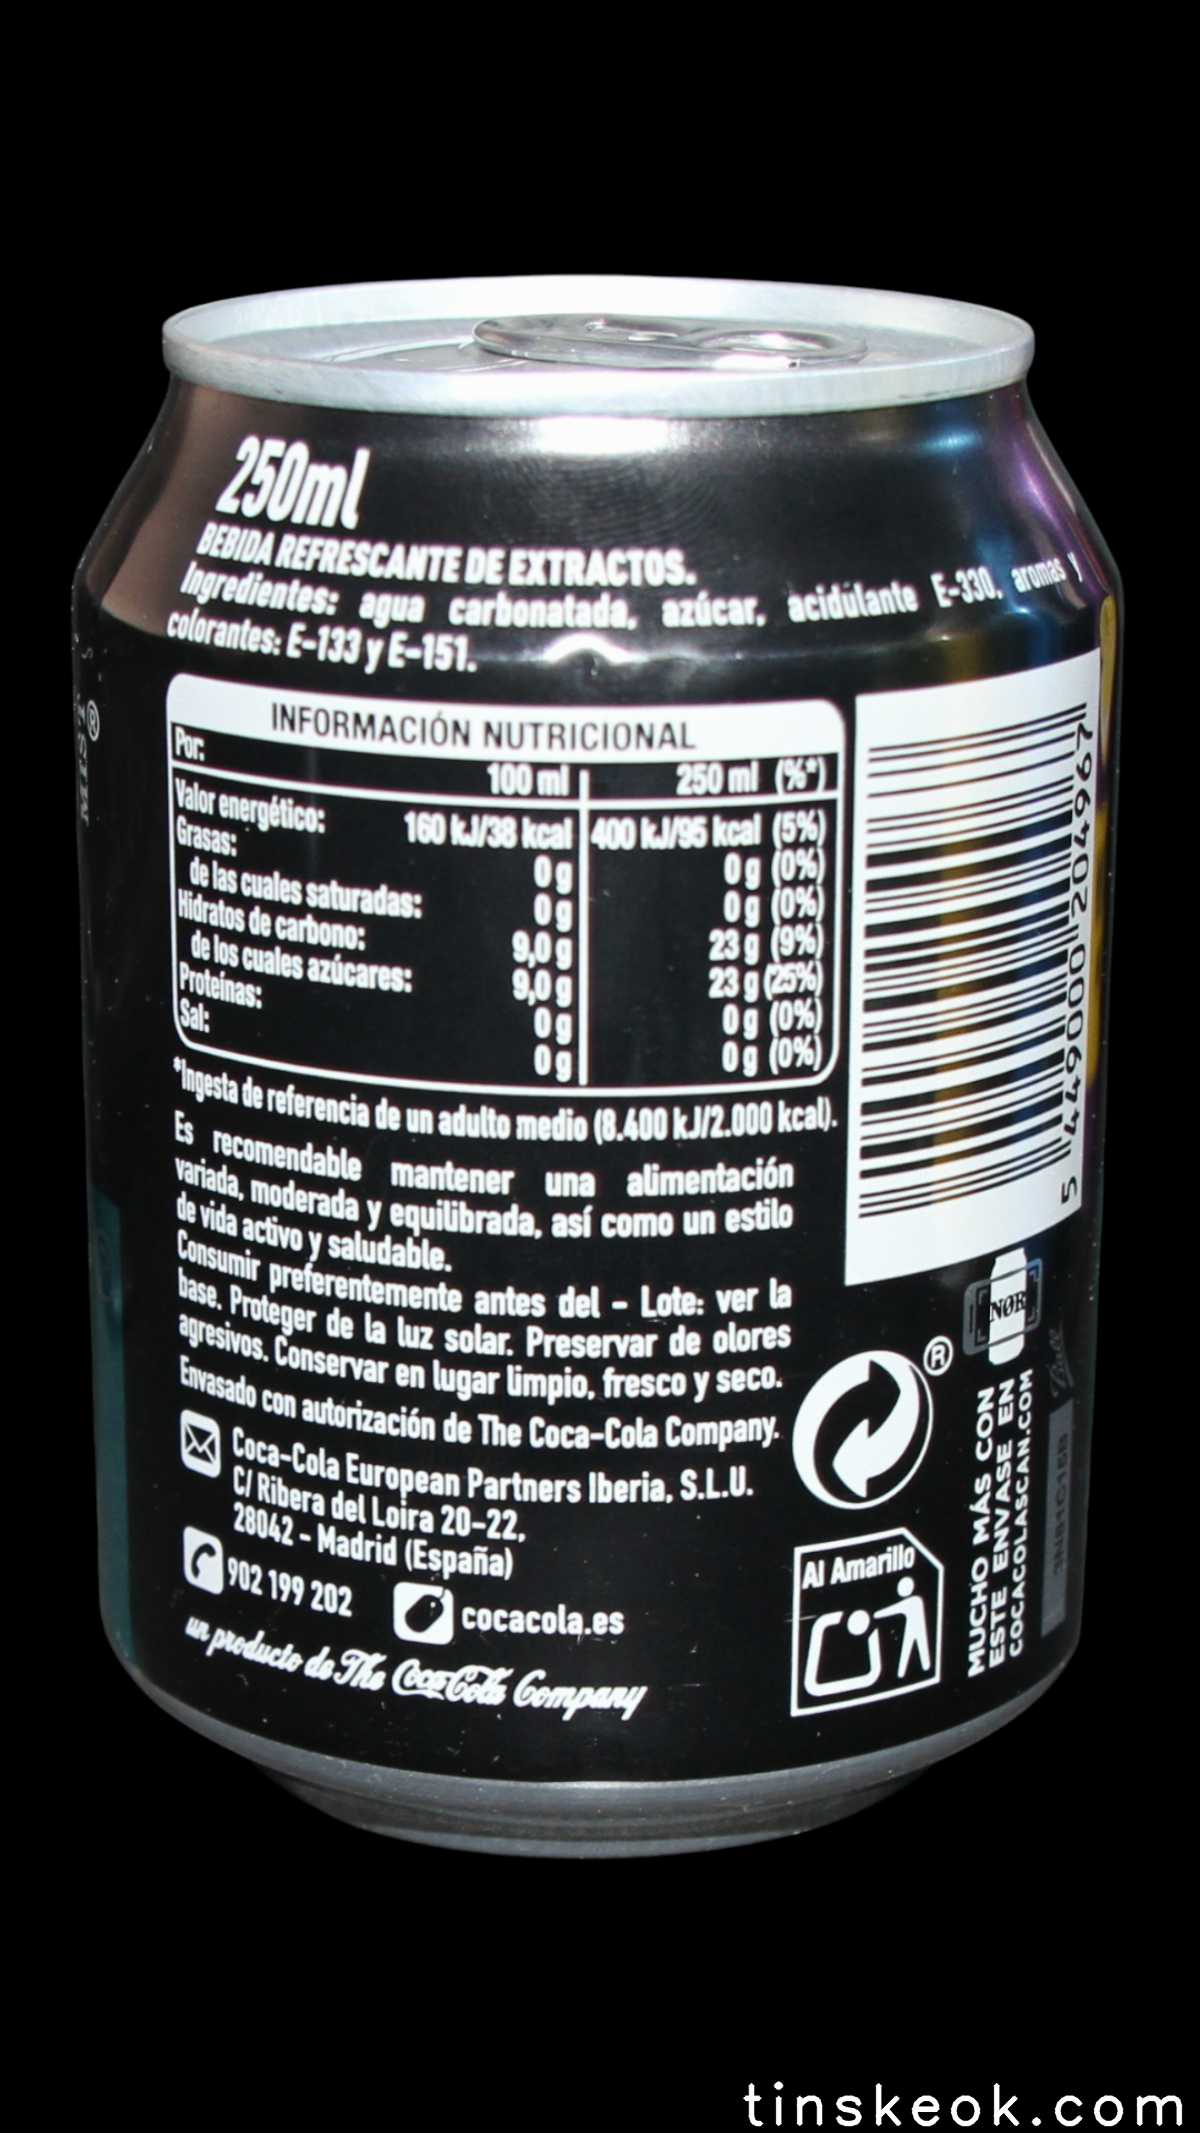 250ml
BEBIDA REFRESCANTE DE EXTRACTOS.
Ingredientes: agua carbonatada, azúcar, acidulante E-330, aromas y
colorantes: E-133 y E-151.
INFORMACIÓN NUTRICIONAL
Por: 100 ml 250 ml (%*)
Valor energético: 160 kJ/38 kcal 400 kJ/95 kcal (5%)
Grasas: 0 g 0 g (0%)
de las cuales saturadas: 0 g 0 g (0%)
Hidratos de carbono: 9,0 g 23 g (9%)
de los cuales azúcares: 9,0 g 23 g (25%)
Proteínas: 0 g 0 g (0%)
Sal: 0 g 0 g (0%)
*Ingesta de referencia de un adulto medio (8.400 kJ/2.000 kcal).
Es recomendable mantener una alimentación
variada, moderada y equilibrada, así como un estilo
de vida activo y saludable.
Consumir preferentemente antes del - Lote: ver la
base. Proteger de la luz solar. Preservar de olores
agresivos. Conservar en lugar limpio, fresco y seco.
Envasado con autorización de The Coca-Cola Company.
Coca-Cola European Partners Iberia, S.L.U.
C/ Ribera del Loira 20-22,
28042 - Madrid (España)
902 199 202 cocacola.es
un producto de The Coca-Cola Company
5 449000 204967
®
Al Amarillo
NØR
MUCHO MÁS CON
ESTE ENVASE EN
COCACOLASCAN.COM
®
tinskeok.com